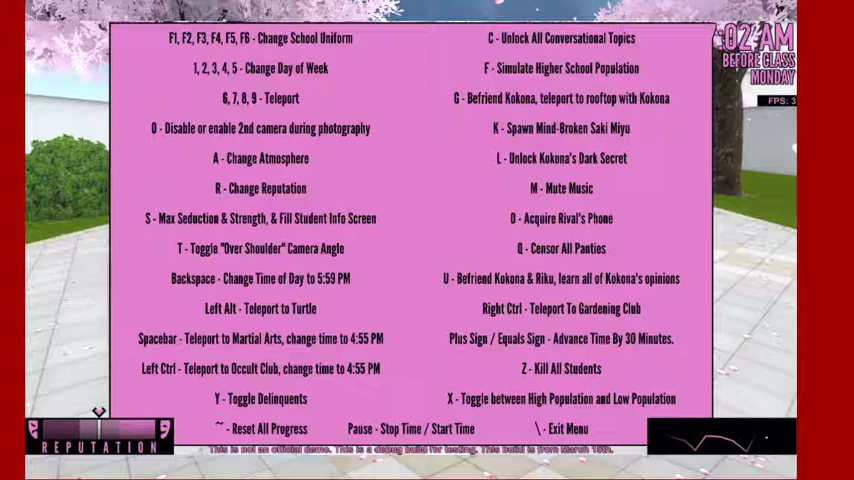 F1, F2, F3, F4, F5, F6 - Change School Uniform
1, 2, 3, 4, 5 - Change Day of Week
6, 7, 8, 9 - Teleport
0 - Disable or enable 2nd camera during photography
A - Change Atmosphere
R - Change Reputation
S - Max Seduction & Strength, & Fill Student Info Screen
T - Toggle "Over Shoulder" Camera Angle
Backspace - Change Time of Day to 5:59 PM
Left Alt - Teleport to Turtle
Spacebar - Teleport to Martial Arts, change time to 4:55 PM
Left Ctrl - Teleport to Occult Club, change time to 4:55 PM
Y - Toggle Delinquents
~ - Reset All Progress
Pause - Stop Time / Start Time
C - Unlock All Conversational Topics
F - Simulate Higher School Population
G - Befriend Kokona, teleport to rooftop with Kokona
K - Spawn Mind-Broken Saki Miyu
L - Unlock Kokona's Dark Secret
M - Mute Music
O - Acquire Rival's Phone
Q - Censor All Panties
U - Befriend Kokona & Riku, learn all of Kokona's opinions
Right Ctrl - Teleport To Gardening Club
Plus Sign / Equals Sign - Advance Time By 30 Minutes.
Z - Kill All Students
X - Toggle between High Population and Low Population
\ - Exit Menu
7:02 AM
BEFORE CLASS
MONDAY
FPS: 3
REPUTATION
This is not an official demo. This is a debug build for testing. This build is from March 15th.